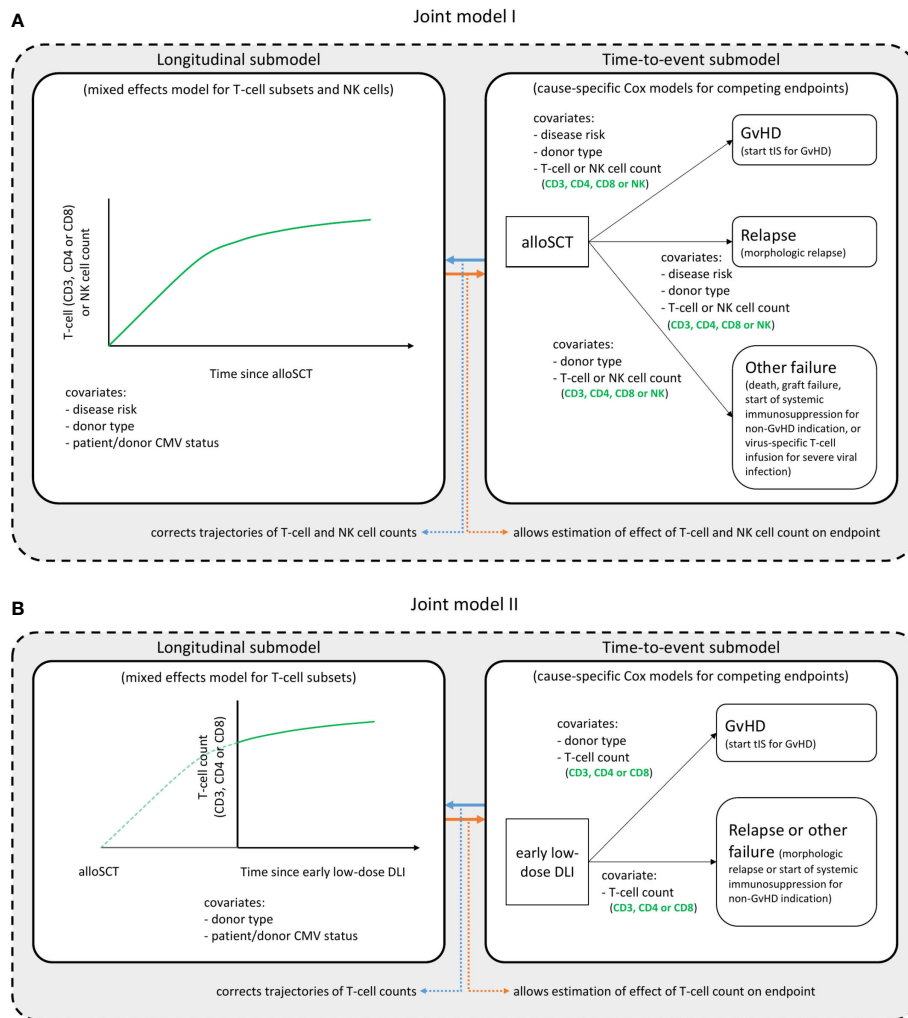 A
Joint model I
Longitudinal submodel
(mixed effects model for T-cell subsets and NK cells)
T-cell (CD3, CD4 or CD8)
or NK cell count
Time since alloSCT
covariates:
- disease risk
- donor type
- patient/donor CMV status
Time-to-event submodel
(cause-specific Cox models for competing endpoints)
covariates:
- disease risk
- donor type
- T-cell or NK cell count
(CD3, CD4, CD8 or NK)
GvHD
(start tIS for GvHD)
alloSCT
Relapse
(morphologic relapse)
covariates:
- disease risk
- donor type
- T-cell or NK cell count
(CD3, CD4, CD8 or NK)
covariates:
- donor type
- T-cell or NK cell count
(CD3, CD4, CD8 or NK)
Other failure
(death, graft failure,
start of systemic
immunosuppression for
non-GvHD indication, or
virus-specific T-cell
infusion for severe viral
infection)
corrects trajectories of T-cell and NK cell counts
allows estimation of effect of T-cell and NK cell count on endpoint
B
Joint model II
Longitudinal submodel
(mixed effects model for T-cell subsets)
T-cell count
(CD3, CD4 or CD8)
alloSCT
Time since early low-dose DLI
covariates:
- donor type
- patient/donor CMV status
Time-to-event submodel
(cause-specific Cox models for competing endpoints)
covariates:
- donor type
- T-cell count
(CD3, CD4 or CD8)
GvHD
(start tIS for GvHD)
early low-
dose DLI
covariate:
- T-cell count
(CD3, CD4 or CD8)
Relapse or other
failure (morphologic
relapse or start of systemic
immunosuppression for
non-GvHD indication)
corrects trajectories of T-cell counts
allows estimation of effect of T-cell count on endpoint